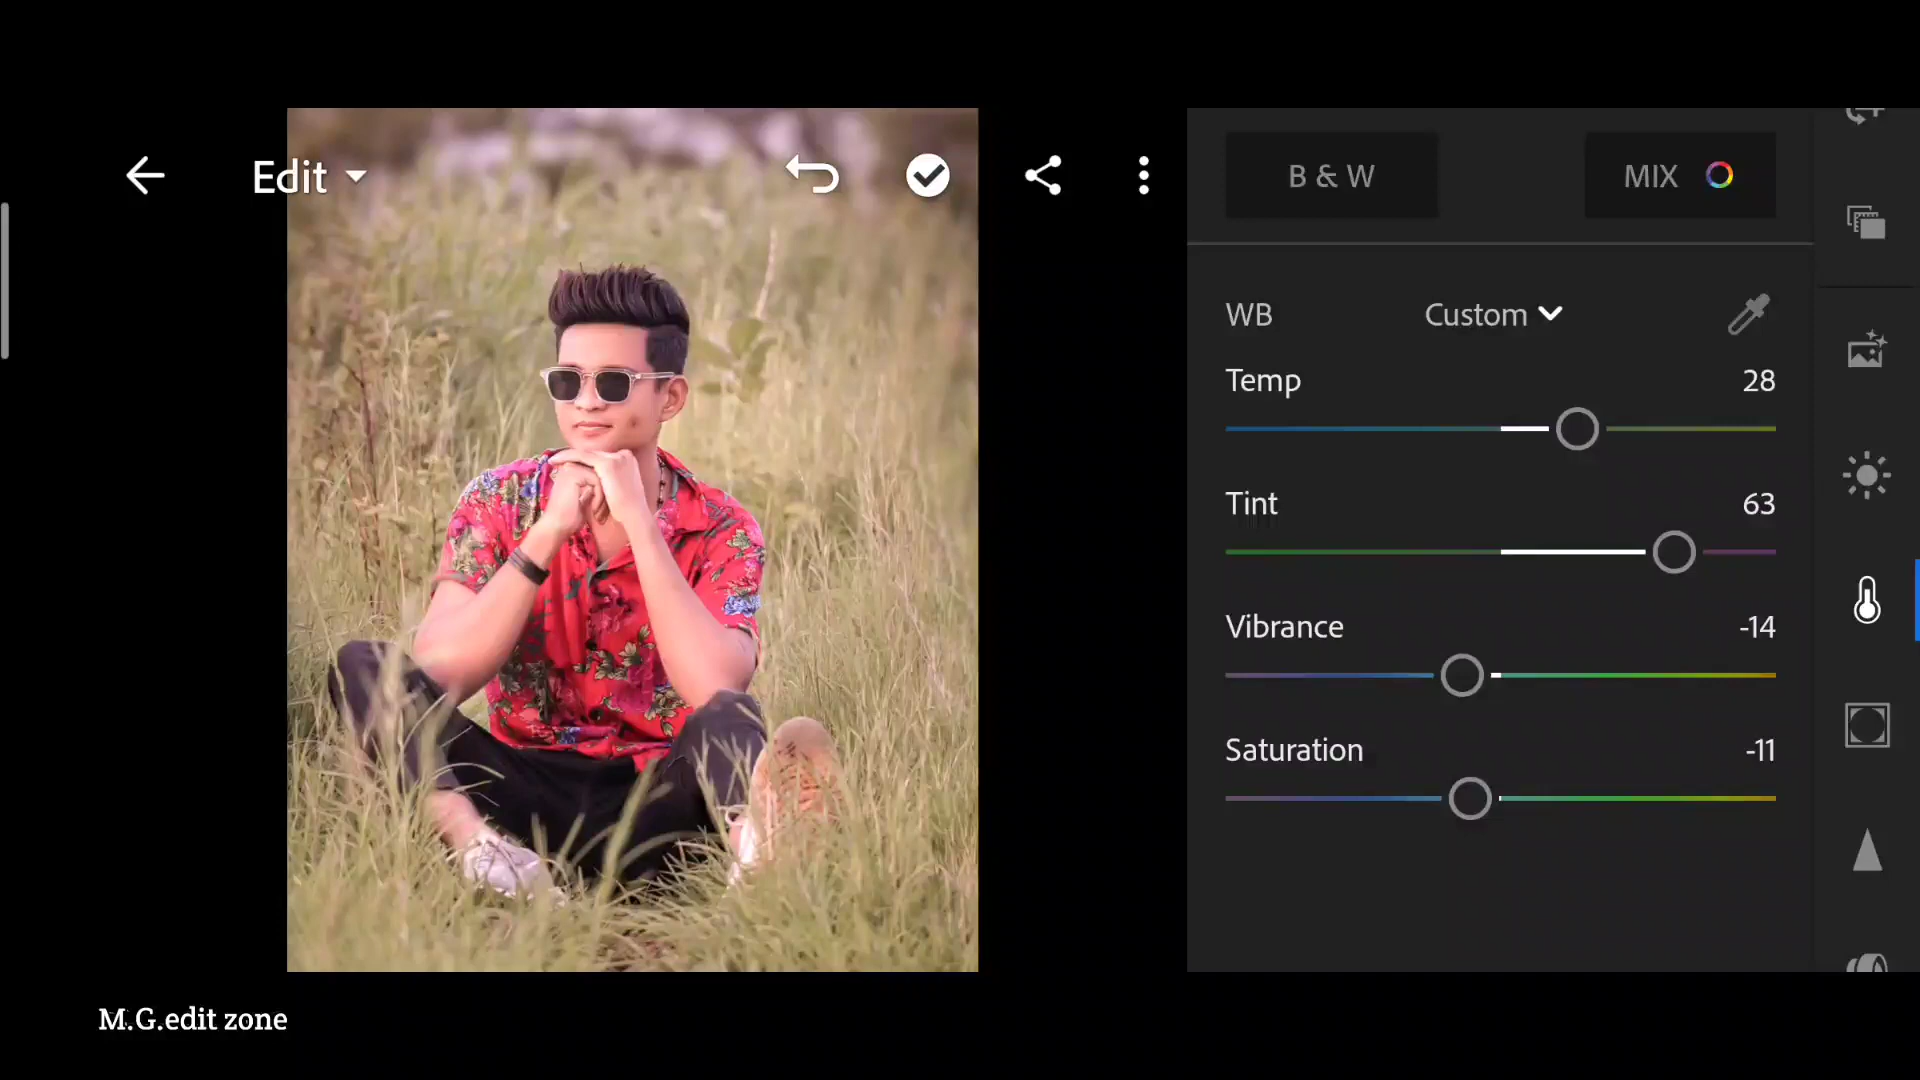 Edit
B & W
MIX
WB
Custom
Temp
28
Tint
63
Vibrance
-14
Saturation
-11
M.G.edit zone